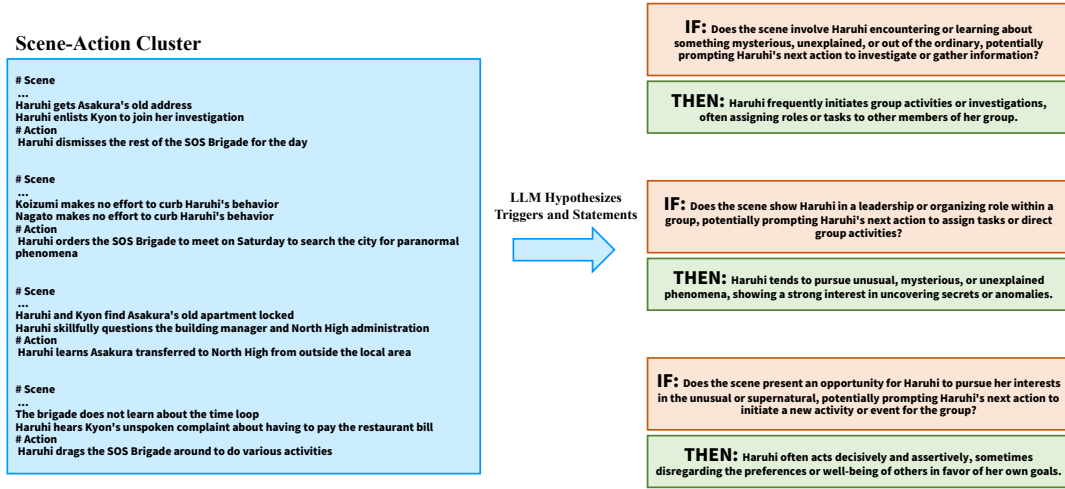 Scene-Action Cluster
# Scene
...
Haruhi gets Asakura's old address
Haruhi enlists Kyon to join her investigation
# Action
Haruhi dismisses the rest of the SOS Brigade for the day
# Scene
...
Koizumi makes no effort to curb Haruhi's behavior
Nagato makes no effort to curb Haruhi's behavior
# Action
Haruhi orders the SOS Brigade to meet on Saturday to search the city for paranormal
phenomena
# Scene
...
Haruhi and Kyon find Asakura's old apartment locked
Haruhi skillfully questions the building manager and North High administration
# Action
Haruhi learns Asakura transferred to North High from outside the local area
# Scene
...
The brigade does not learn about the time loop
Haruhi hears Kyon's unspoken complaint about having to pay the restaurant bill
# Action
Haruhi drags the SOS Brigade around to do various activities
LLM Hypothesizes
Triggers and Statements
IF: Does the scene involve Haruhi encountering or learning about
something mysterious, unexplained, or out of the ordinary, potentially
prompting Haruhi's next action to investigate or gather information?
THEN: Haruhi frequently initiates group activities or investigations,
often assigning roles or tasks to other members of her group.
IF: Does the scene show Haruhi in a leadership or organizing role within a
group, potentially prompting Haruhi's next action to assign tasks or direct
group activities?
THEN: Haruhi tends to pursue unusual, mysterious, or unexplained
phenomena, showing a strong interest in uncovering secrets or anomalies.
IF: Does the scene present an opportunity for Haruhi to pursue her interests
in the unusual or supernatural, potentially prompting Haruhi's next action to
initiate a new activity or event for the group?
THEN: Haruhi often acts decisively and assertively, sometimes
disregarding the preferences or well-being of others in favor of her own goals.